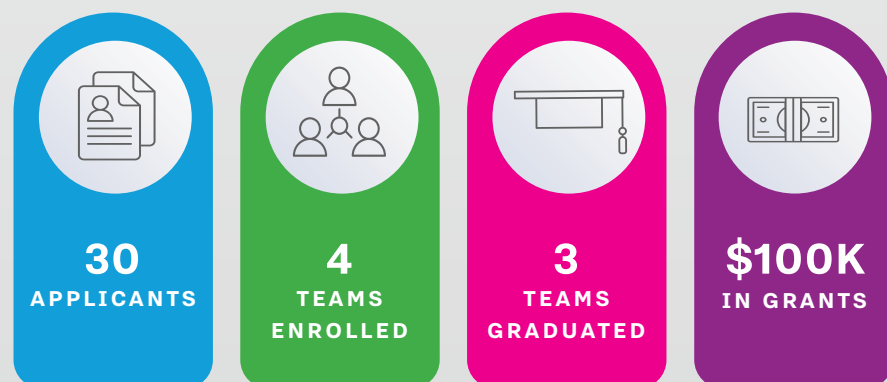 30
APPLICANTS
4
TEAMS
ENROLLED
3
TEAMS
GRADUATED
$100K
IN GRANTS